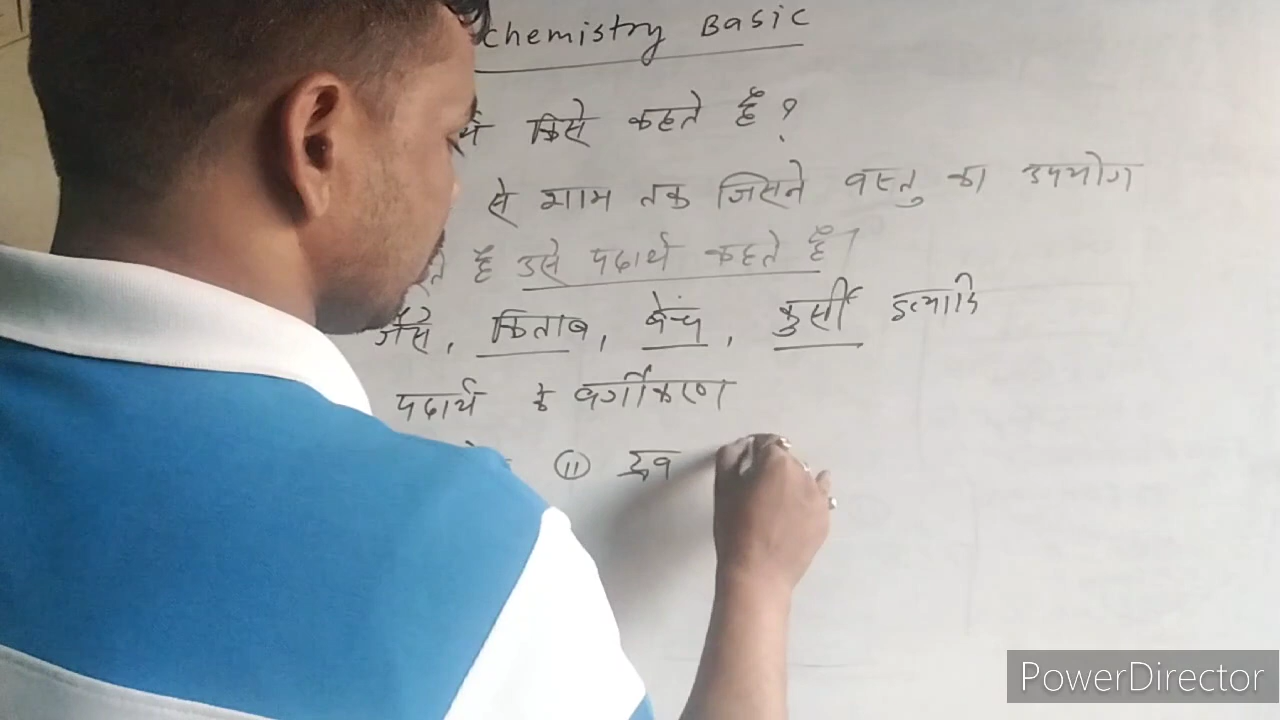 chemistry Basic
किसे कहते हैं ?
से शाम तक जिसने वस्तु का उपयोग
हैं उसे पदार्थ कहते हैं।
जैसे, किताब, बेन्च, कुर्सी इत्यादि
पदार्थ के वर्गीकरण
(ii) द्रव
PowerDirector